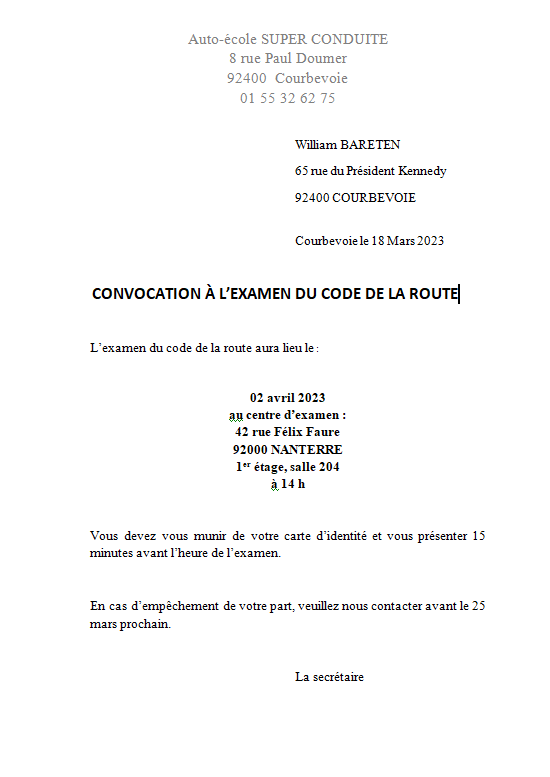 Auto-école SUPER CONDUITE
8 rue Paul Doumer
92400  Courbevoie
01 55 32 62 75
William BARETEN
65 rue du Président Kennedy
92400 COURBEVOIE
Courbevoie le 18 Mars 2023
CONVOCATION À L’EXAMEN DU CODE DE LA ROUTE
L’examen du code de la route aura lieu le :
02 avril 2023
au centre d’examen :
42 rue Félix Faure
92000 NANTERRE
1er étage, salle 204
à 14 h
Vous devez vous munir de votre carte d’identité et vous présenter 15
minutes avant l’heure de l’examen.
En cas d’empêchement de votre part, veuillez nous contacter avant le 25
mars prochain.
La secrétaire